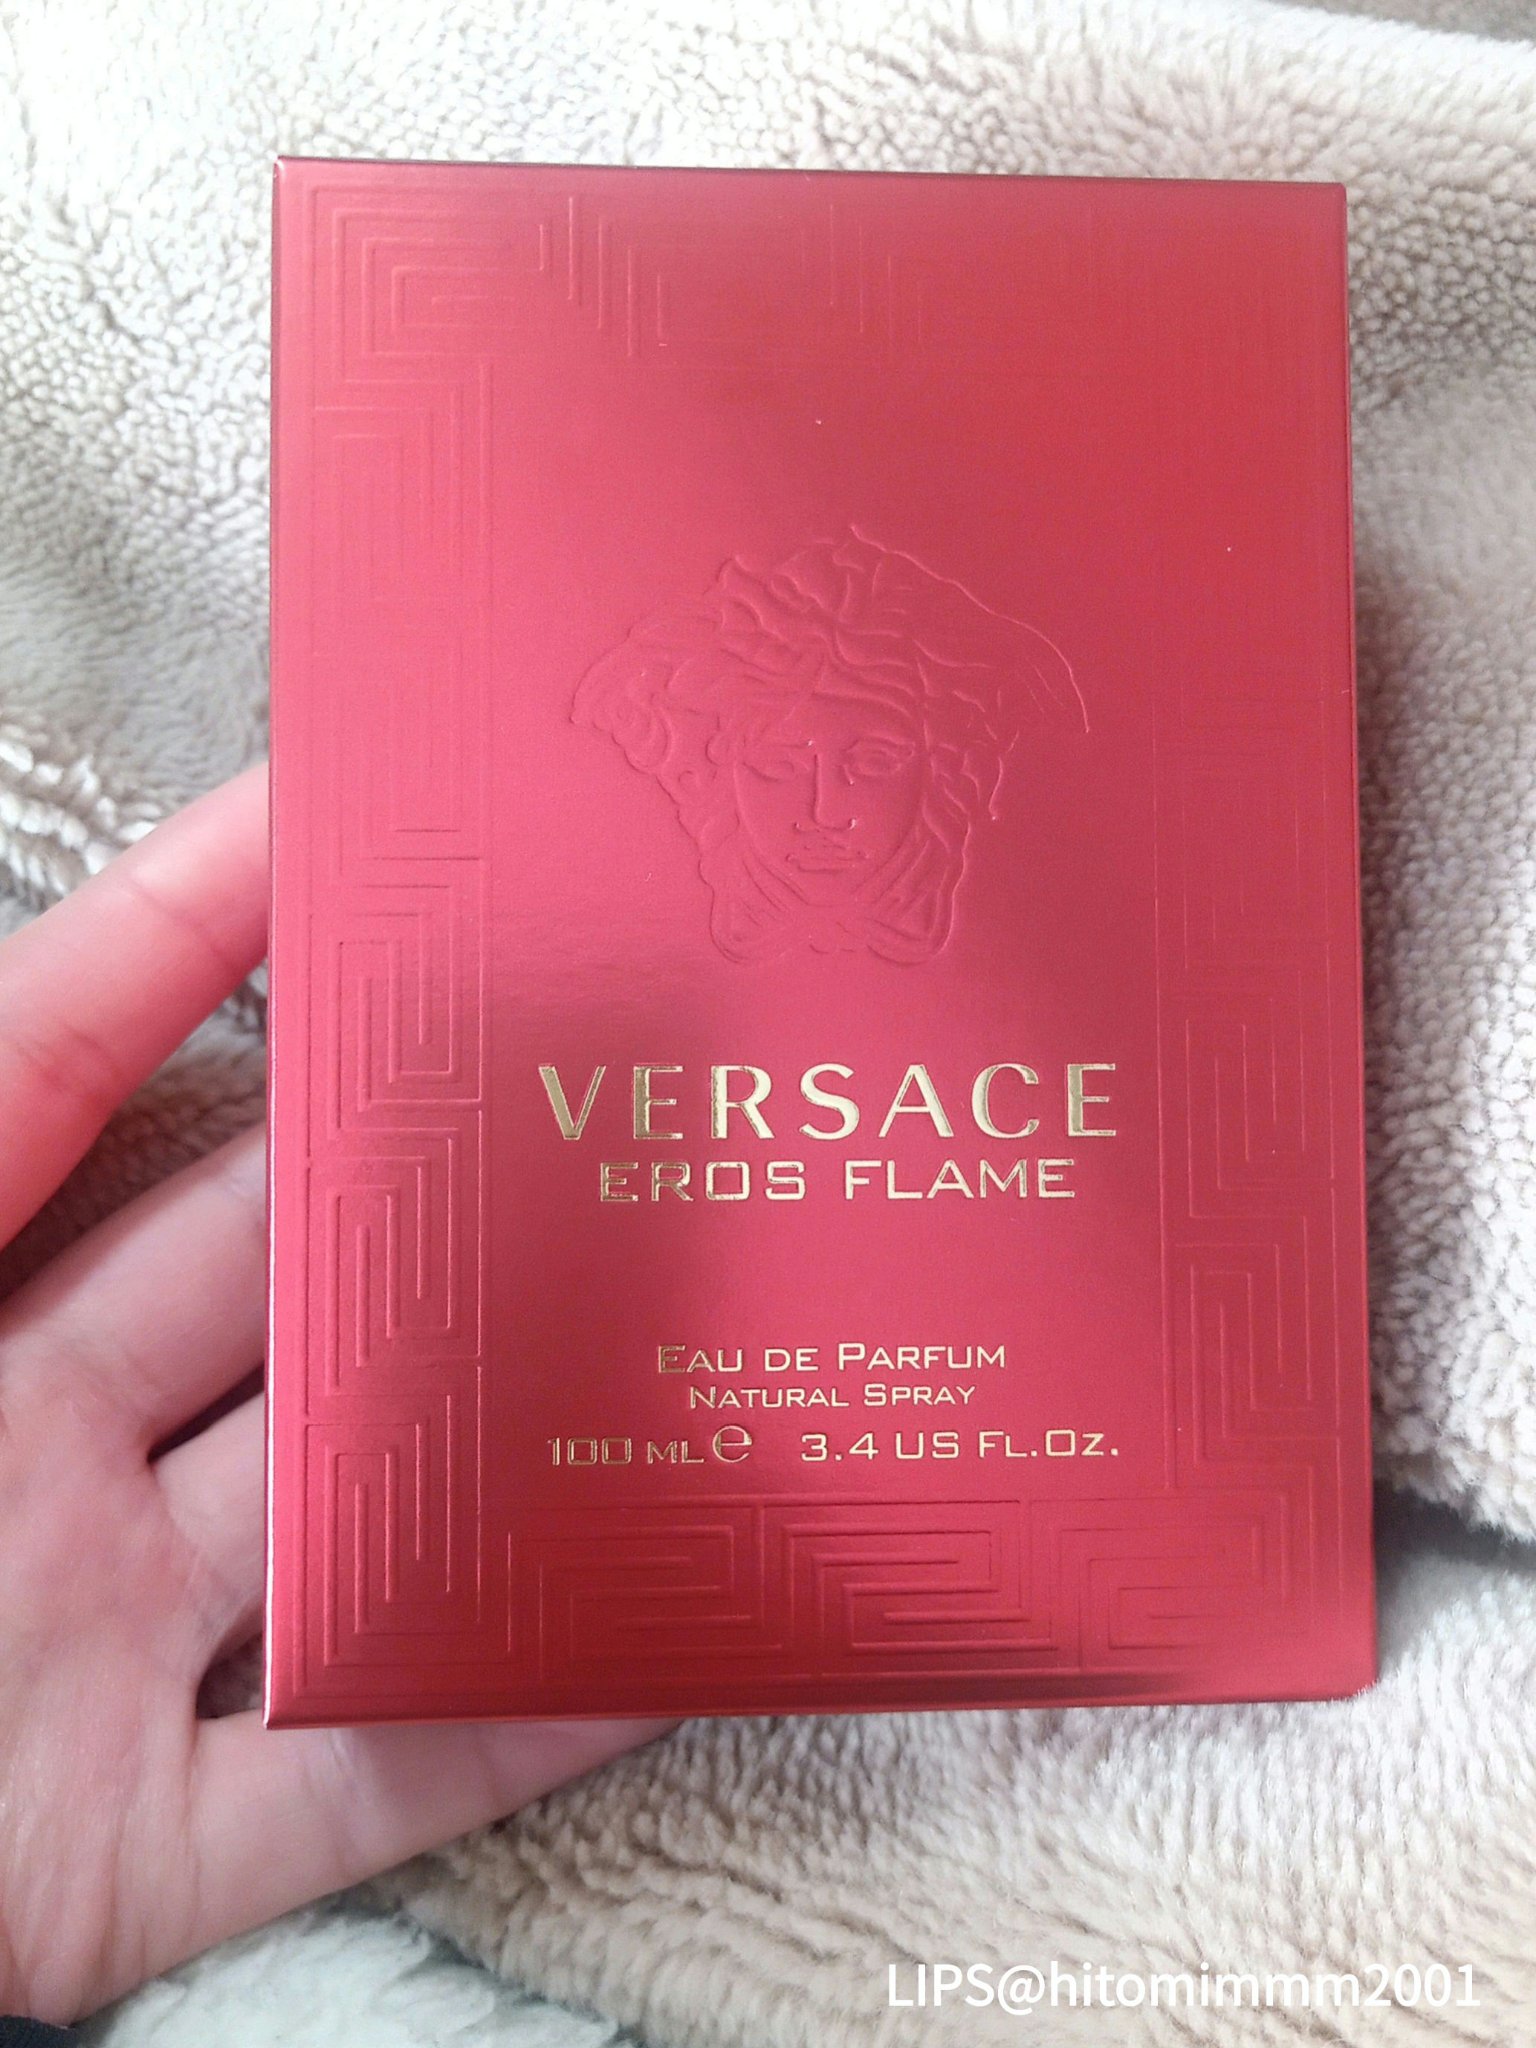 VERSACE
EROS FLAME
EAU DE PARFUM
NATURAL SPRAY
100 ML e 3.4 US FL.OZ.
LIPS@hitomimmm2001